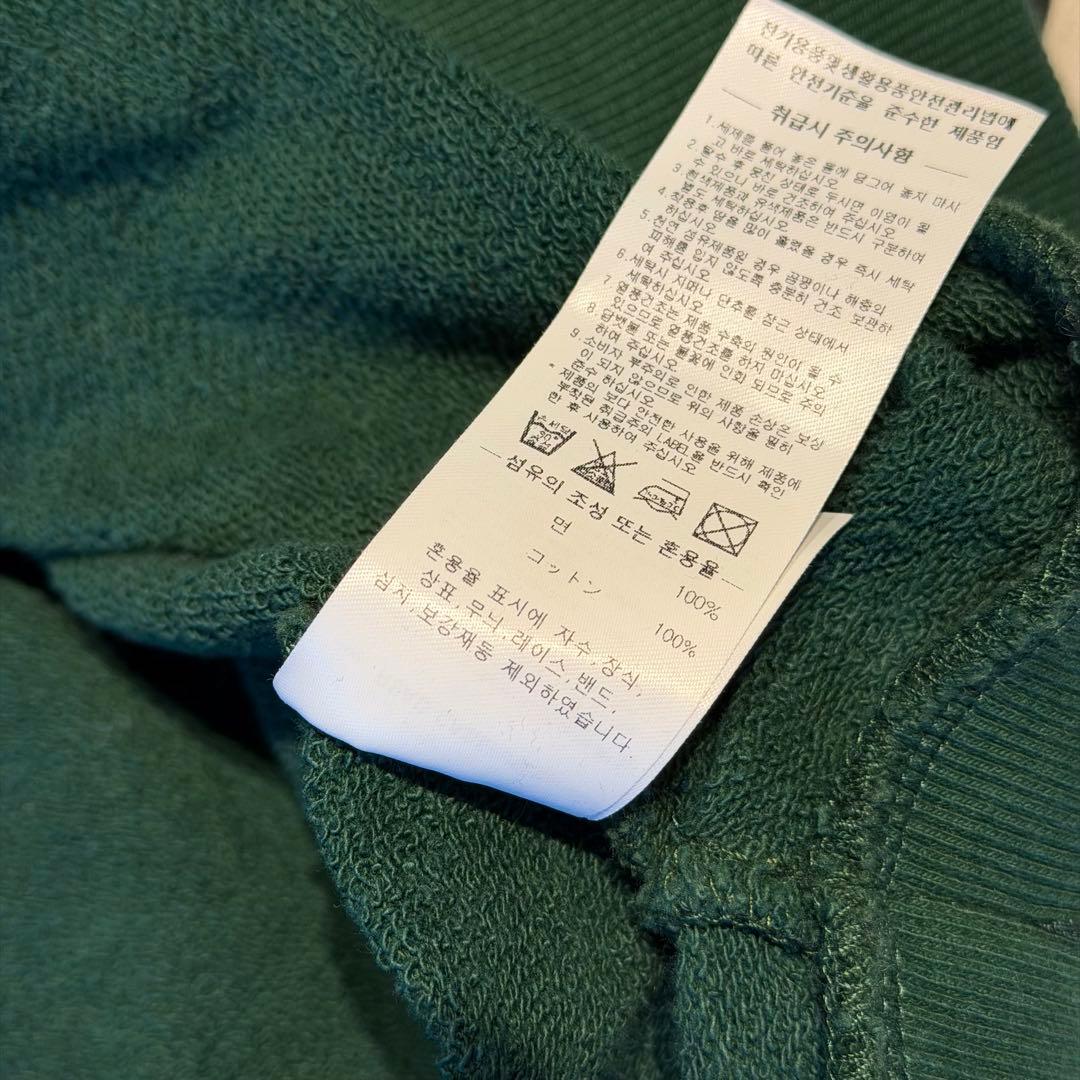 전기용품및생활용품안전관리법에
따른 안전기준을 준수한 제품임
취급시 주의사항
1. 세제를 풀어 놓은 물에 담그어 놓지 마시
고 바로 세탁하십시오
2. 탈수 후 뭉친 상태로 두시면 이염이 될
수 있으니 바로 건조하여 주십시오
3. 흰색제품과 유색제품은 반드시 구분하여
별도 세탁하십시오
4. 착용후 땀을 많이 흘렸을 경우 즉시 세탁
하십시오
5. 천연 섬유제품일 경우 곰팡이나 해충의
피해를 입지 않도록 충분히 건조 보관하
여 주십시오
6. 세탁시 지퍼나 단추를 잠근 상태에서
세탁하십시오
7. 열풍건조는 제품 수축의 원인이 될 수
있으므로 열풍건조를 하지 마십시오
8. 담뱃불 또는 불꽃에 인화 되므로 주의
하여 주십시오
9. 소비자 부주의로 인한 제품 손상은 보상
이 되지 않으므로 위의 사항을 필히
준수 하십시오
* 제품의 보다 안전한 사용을 위해 제품에
부착된 취급주의 LABEL을 반드시 확인
한 후 사용하여 주십시오
섬유의 조성 또는 혼용율
면 100%
コットン 100%
혼용율 표시에 자수,장식,
상표,무늬,레이스,밴드,
심지,보강재등 제외하였습니다